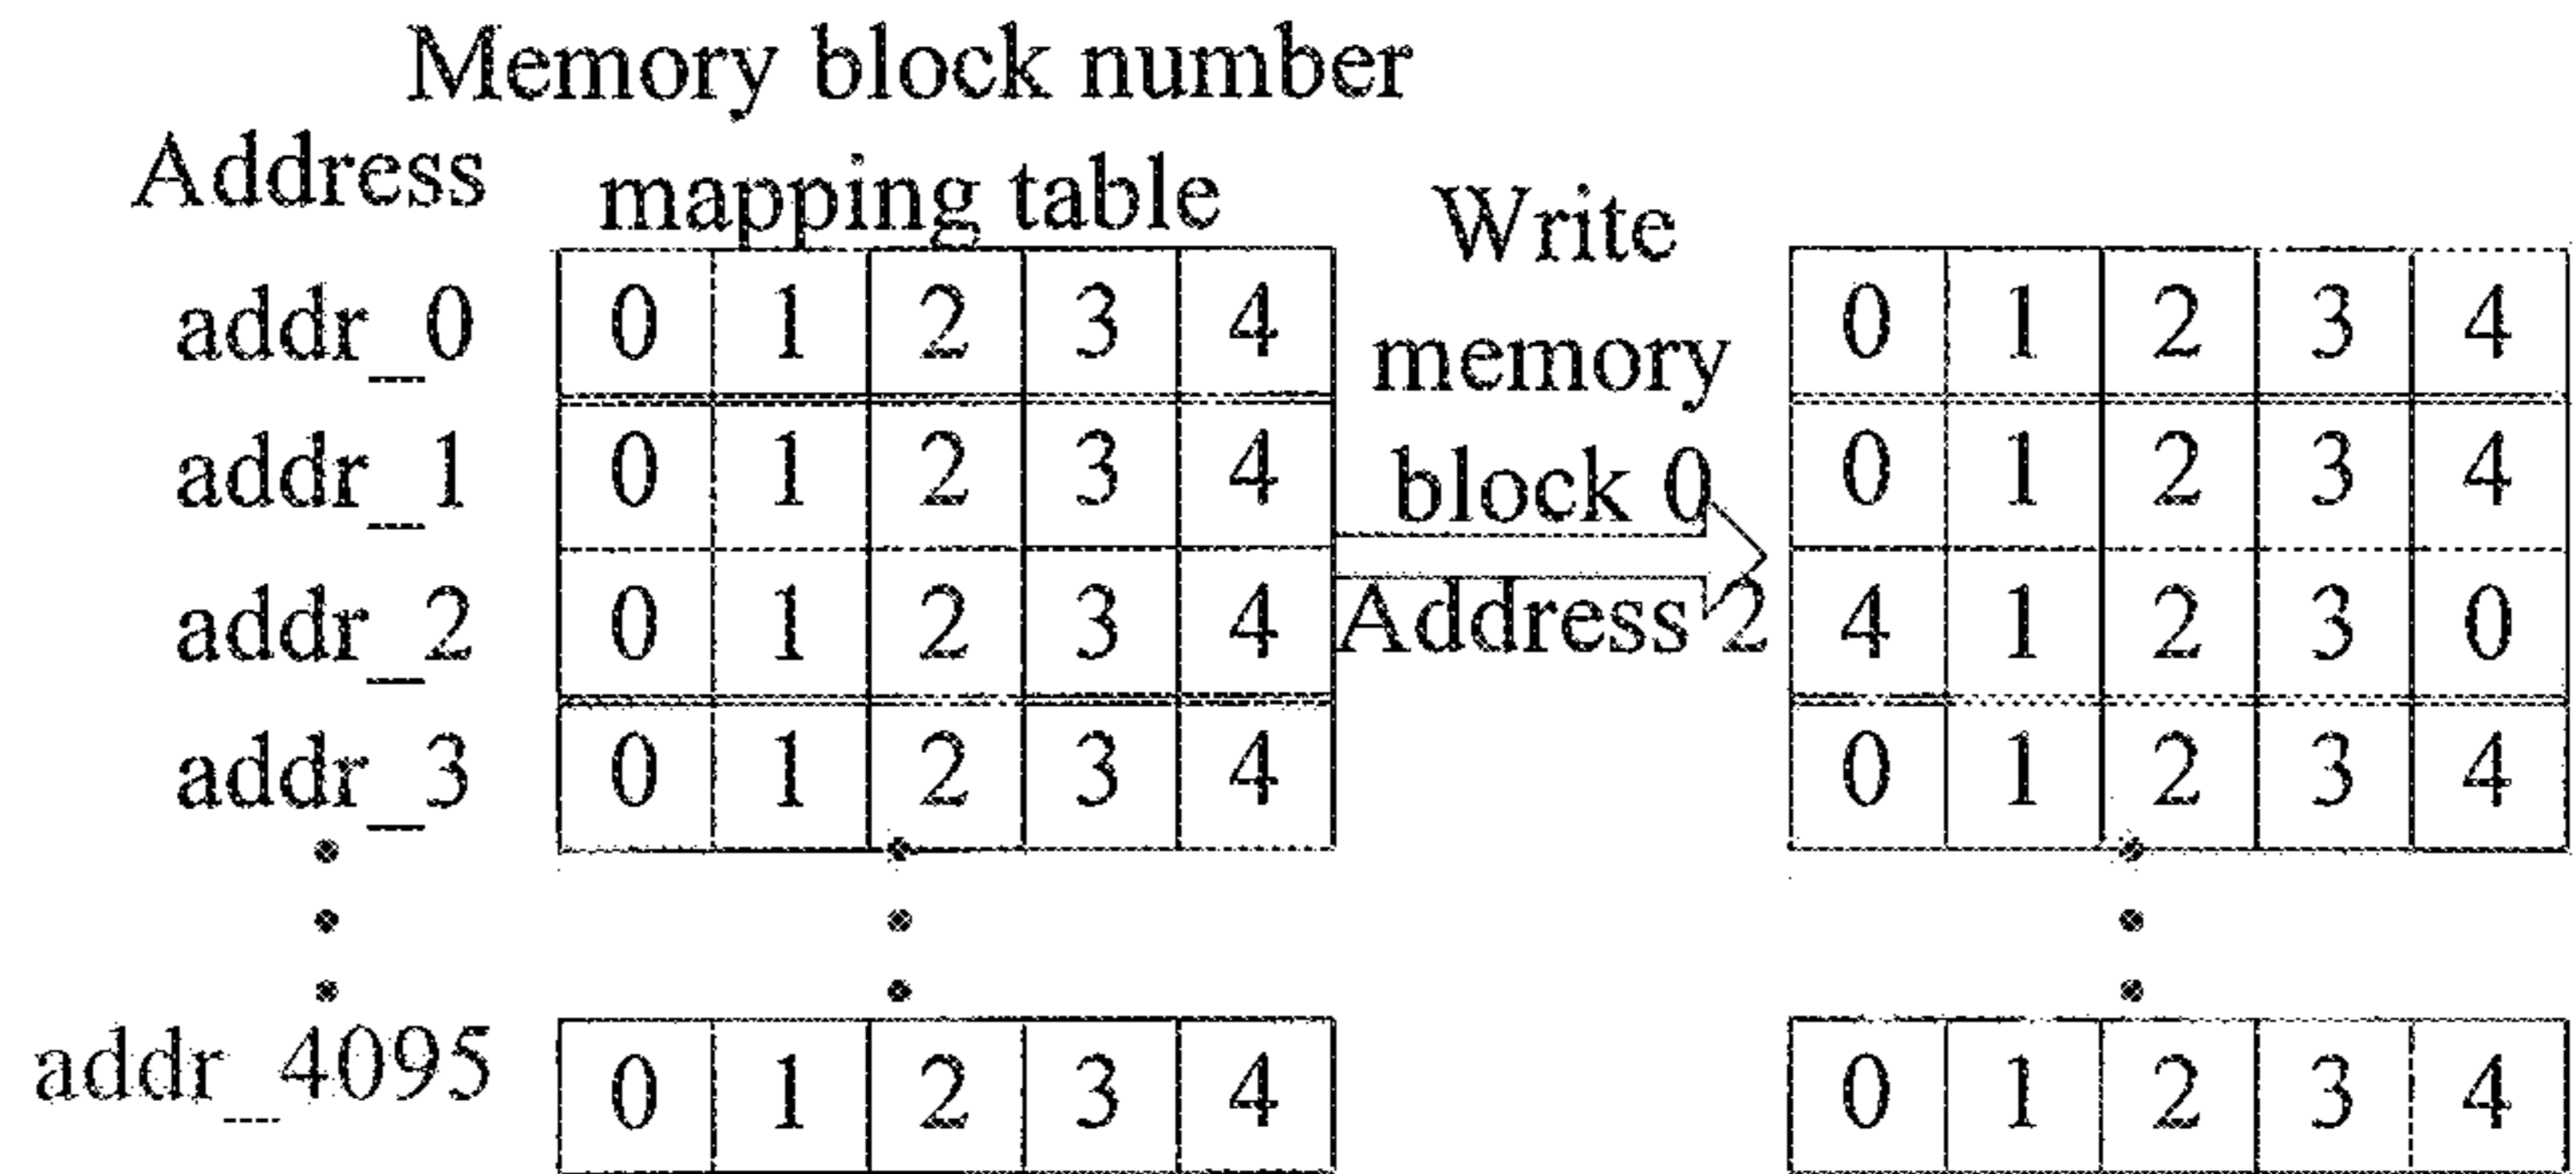 Memory block number
Address mapping table Write
addr_0 0 1 2 3 4 memory 0 1 2 3 4
addr_1 0 1 2 3 4 block 0 0 1 2 3 4
addr_2 0 1 2 3 4 Address 2 4 1 2 3 0
addr_3 0 1 2 3 4 0 1 2 3 4
addr_4095 0 1 2 3 4 0 1 2 3 4